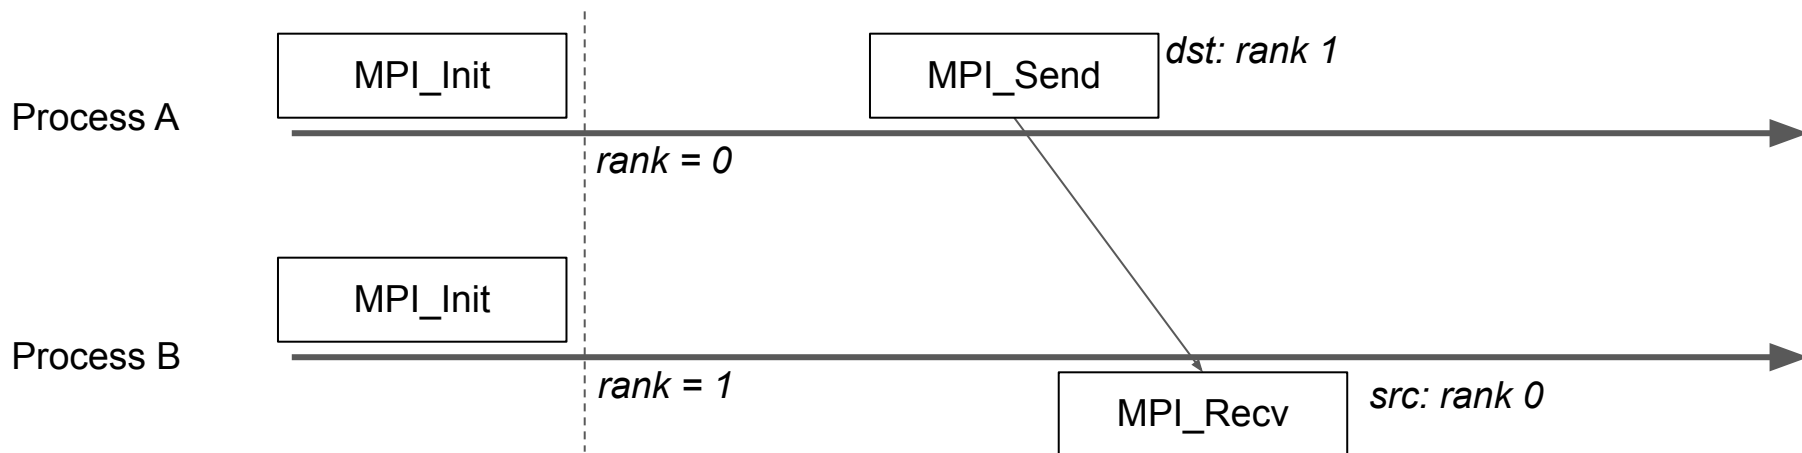 MPI_Init
MPI_Send
dst: rank 1
Process A
rank = 0
MPI_Init
Process B
rank = 1
MPI_Recv
src: rank 0